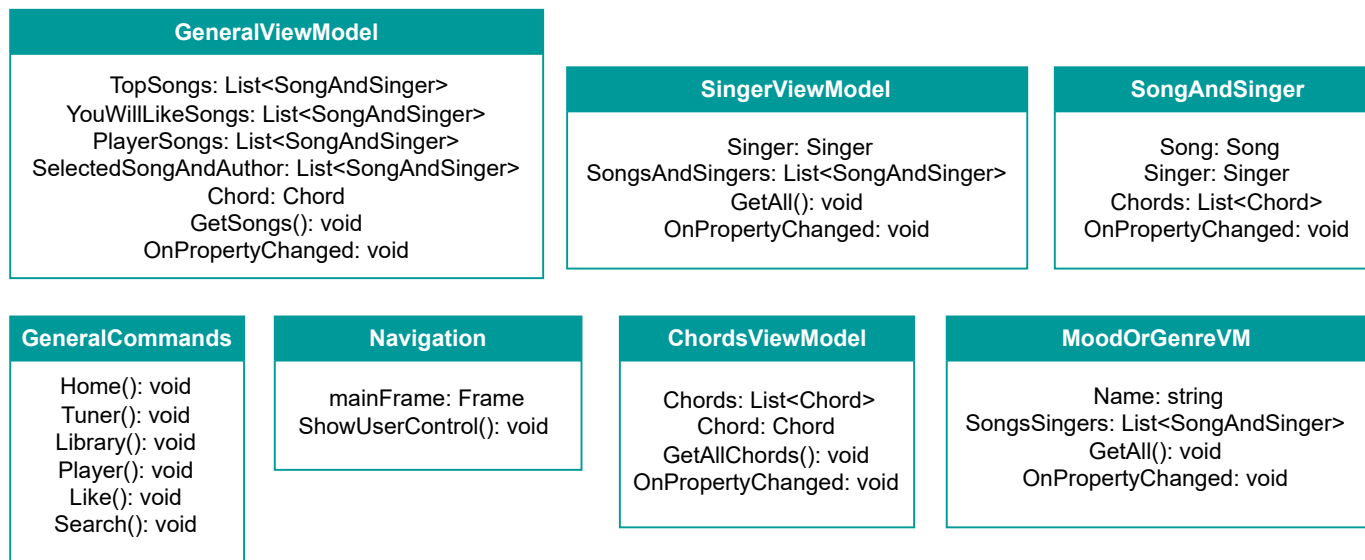 GeneralViewModel
TopSongs: List<SongAndSinger>
YouWillLikeSongs: List<SongAndSinger>
PlayerSongs: List<SongAndSinger>
SelectedSongAndAuthor: List<SongAndSinger>
Chord: Chord
GetSongs(): void
OnPropertyChanged: void
SingerViewModel
Singer: Singer
SongsAndSingers: List<SongAndSinger>
GetAll(): void
OnPropertyChanged: void
SongAndSinger
Song: Song
Singer: Singer
Chords: List<Chord>
OnPropertyChanged: void
GeneralCommands
Home(): void
Tuner(): void
Library(): void
Player(): void
Like(): void
Search(): void
Navigation
mainFrame: Frame
ShowUserControl(): void
ChordsViewModel
Chords: List<Chord>
Chord: Chord
GetAllChords(): void
OnPropertyChanged: void
MoodOrGenreVM
Name: string
SongsSingers: List<SongAndSinger>
GetAll(): void
OnPropertyChanged: void